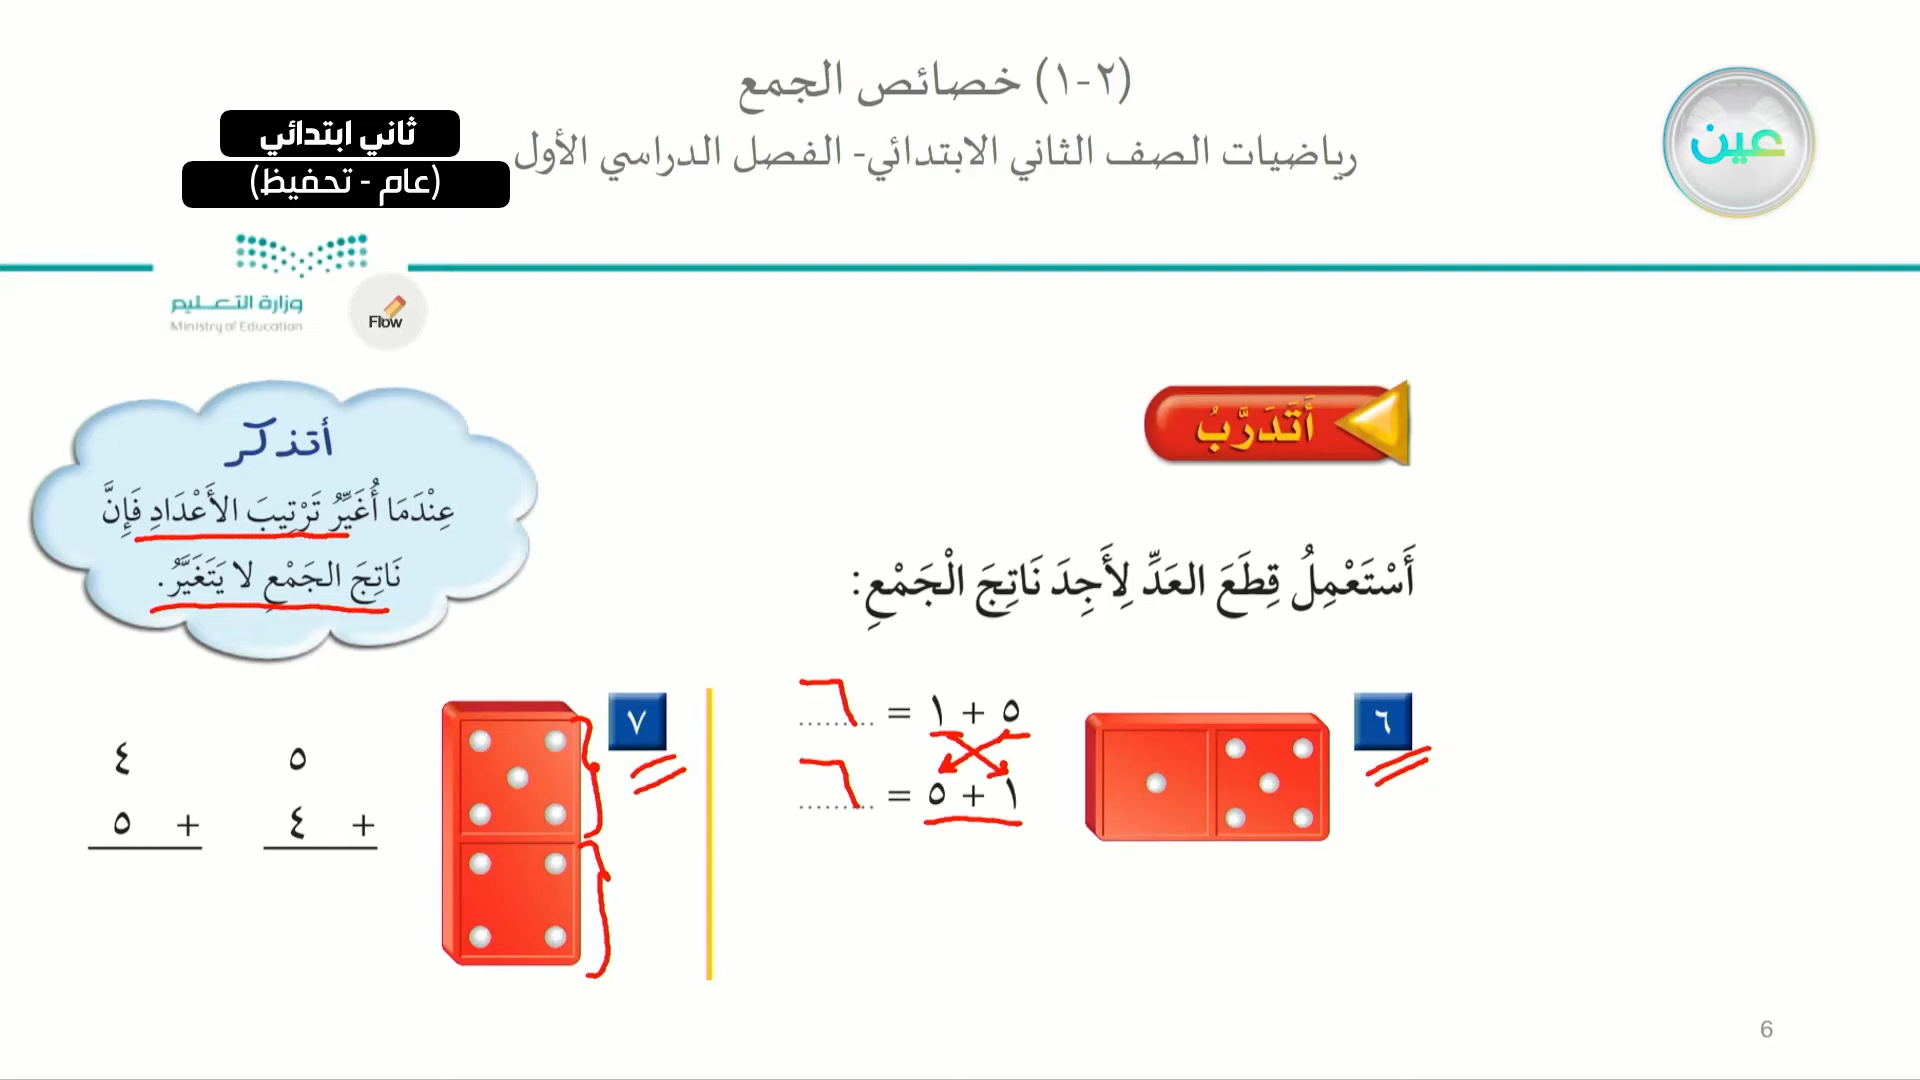 (٢-١) خصائص الجمع
رياضيات الصف الثاني الابتدائي- الفصل الدراسي الأول
عين
ثاني ابتدائي
(عام - تحفيظ)
وزارة التعليم
Ministry of Education
Flow
أَتَدَرَّبُ
أتذكر
عِنْدَمَا أُغَيِّرُ تَرْتِيبَ الأَعْدَادِ فَإِنَّ
نَاتِجَ الجَمْعِ لا يَتَغَيَّرُ.
أَسْتَعْمِلُ قِطَعَ العَدِّ لِأَجِدَ نَاتِجَ الْجَمْعِ:
٦
٥ + ١ = ٦
١ + ٥ = ٦
٧
٥
+ ٤
٤
+ ٥
6